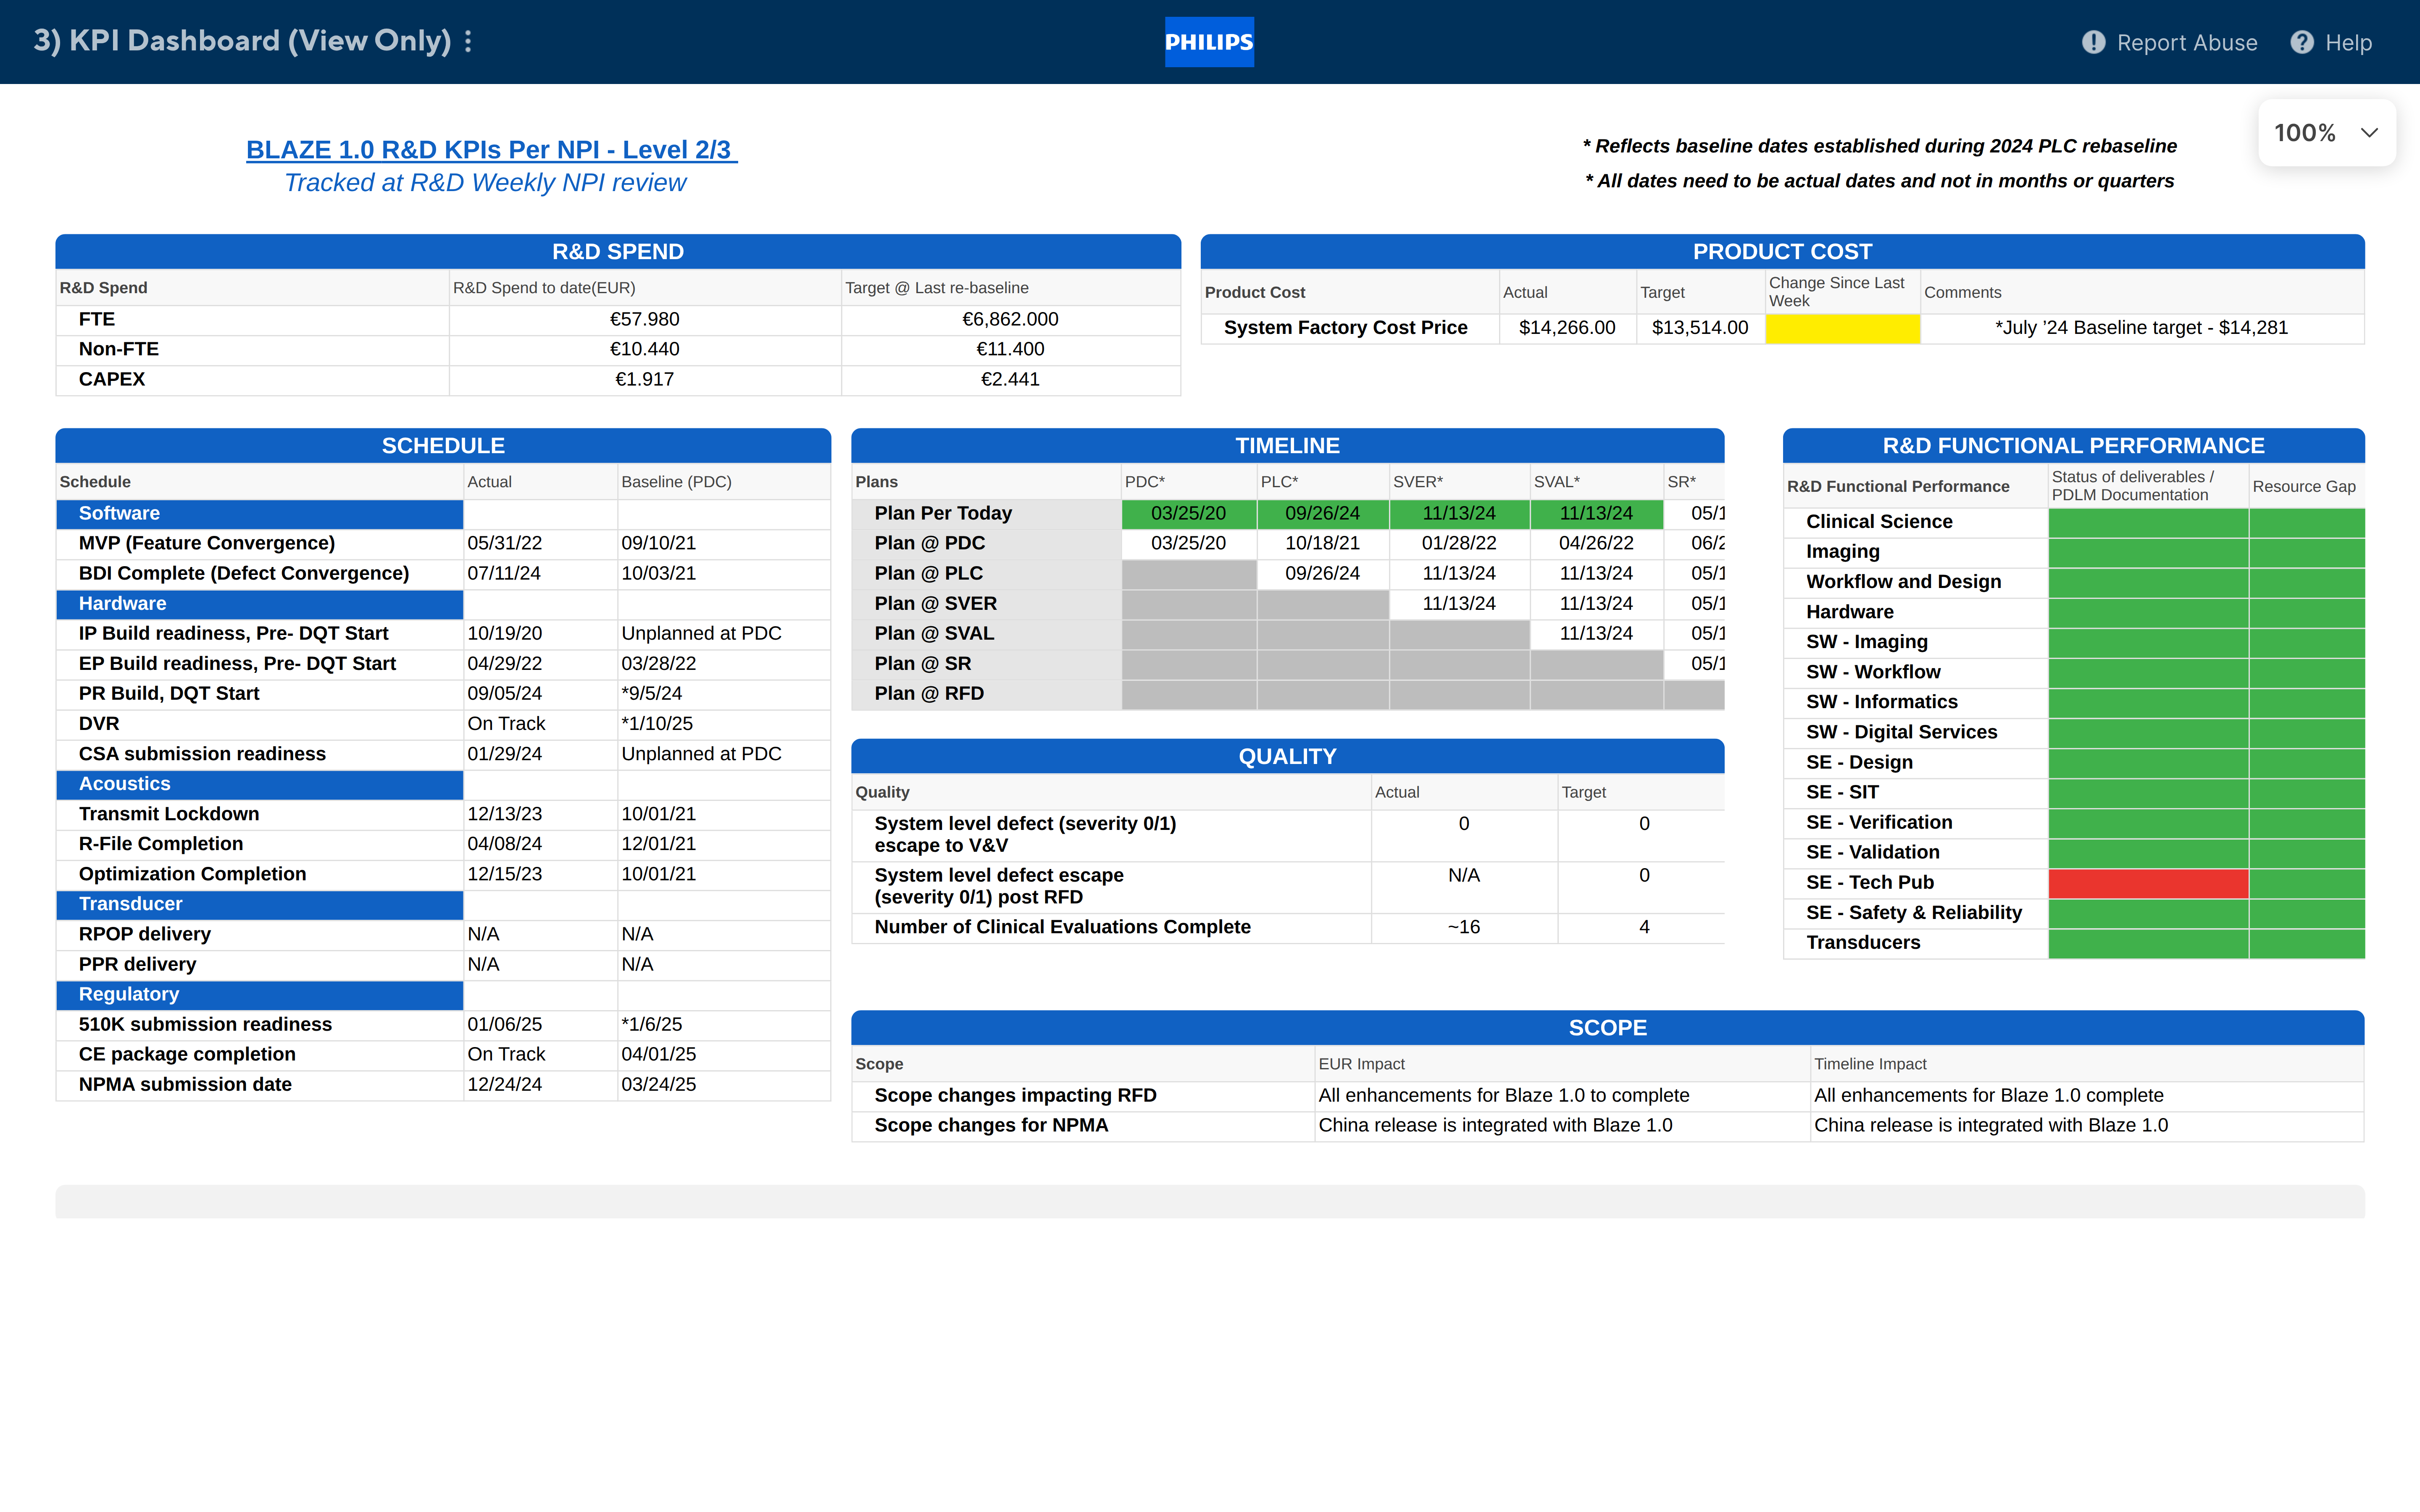 3) KPI Dashboard (View Only)
PHILIPS
Report Abuse
Help
100%
BLAZE 1.0 R&D KPIs Per NPI - Level 2/3
Tracked at R&D Weekly NPI review
* Reflects baseline dates established during 2024 PLC rebaseline
* All dates need to be actual dates and not in months or quarters
R&D SPEND
R&D Spend R&D Spend to date(EUR) Target @ Last re-baseline
FTE €57.980 €6,862.000
Non-FTE €10.440 €11.400
CAPEX €1.917 €2.441
PRODUCT COST
Product Cost Actual Target Change Since Last
Week Comments
System Factory Cost Price $14,266.00 $13,514.00 *July ’24 Baseline target - $14,281
SCHEDULE
Schedule Actual Baseline (PDC)
Software
MVP (Feature Convergence) 05/31/22 09/10/21
BDI Complete (Defect Convergence) 07/11/24 10/03/21
Hardware
IP Build readiness, Pre- DQT Start 10/19/20 Unplanned at PDC
EP Build readiness, Pre- DQT Start 04/29/22 03/28/22
PR Build, DQT Start 09/05/24 *9/5/24
DVR On Track *1/10/25
CSA submission readiness 01/29/24 Unplanned at PDC
Acoustics
Transmit Lockdown 12/13/23 10/01/21
R-File Completion 04/08/24 12/01/21
Optimization Completion 12/15/23 10/01/21
Transducer
RPOP delivery N/A N/A
PPR delivery N/A N/A
Regulatory
510K submission readiness 01/06/25 *1/6/25
CE package completion On Track 04/01/25
NPMA submission date 12/24/24 03/24/25
TIMELINE
Plans PDC* PLC* SVER* SVAL* SR*
Plan Per Today 03/25/20 09/26/24 11/13/24 11/13/24 05/1
Plan @ PDC 03/25/20 10/18/21 01/28/22 04/26/22 06/2
Plan @ PLC 09/26/24 11/13/24 11/13/24 05/1
Plan @ SVER 11/13/24 11/13/24 05/1
Plan @ SVAL 11/13/24 05/1
Plan @ SR 05/1
Plan @ RFD
QUALITY
Quality Actual Target
System level defect (severity 0/1)
escape to V&V 0 0
System level defect escape
(severity 0/1) post RFD N/A 0
Number of Clinical Evaluations Complete ~16 4
R&D FUNCTIONAL PERFORMANCE
R&D Functional Performance Status of deliverables /
PDLM Documentation Resource Gap
Clinical Science
Imaging
Workflow and Design
Hardware
SW - Imaging
SW - Workflow
SW - Informatics
SW - Digital Services
SE - Design
SE - SIT
SE - Verification
SE - Validation
SE - Tech Pub
SE - Safety & Reliability
Transducers
SCOPE
Scope EUR Impact Timeline Impact
Scope changes impacting RFD All enhancements for Blaze 1.0 to complete All enhancements for Blaze 1.0 complete
Scope changes for NPMA China release is integrated with Blaze 1.0 China release is integrated with Blaze 1.0